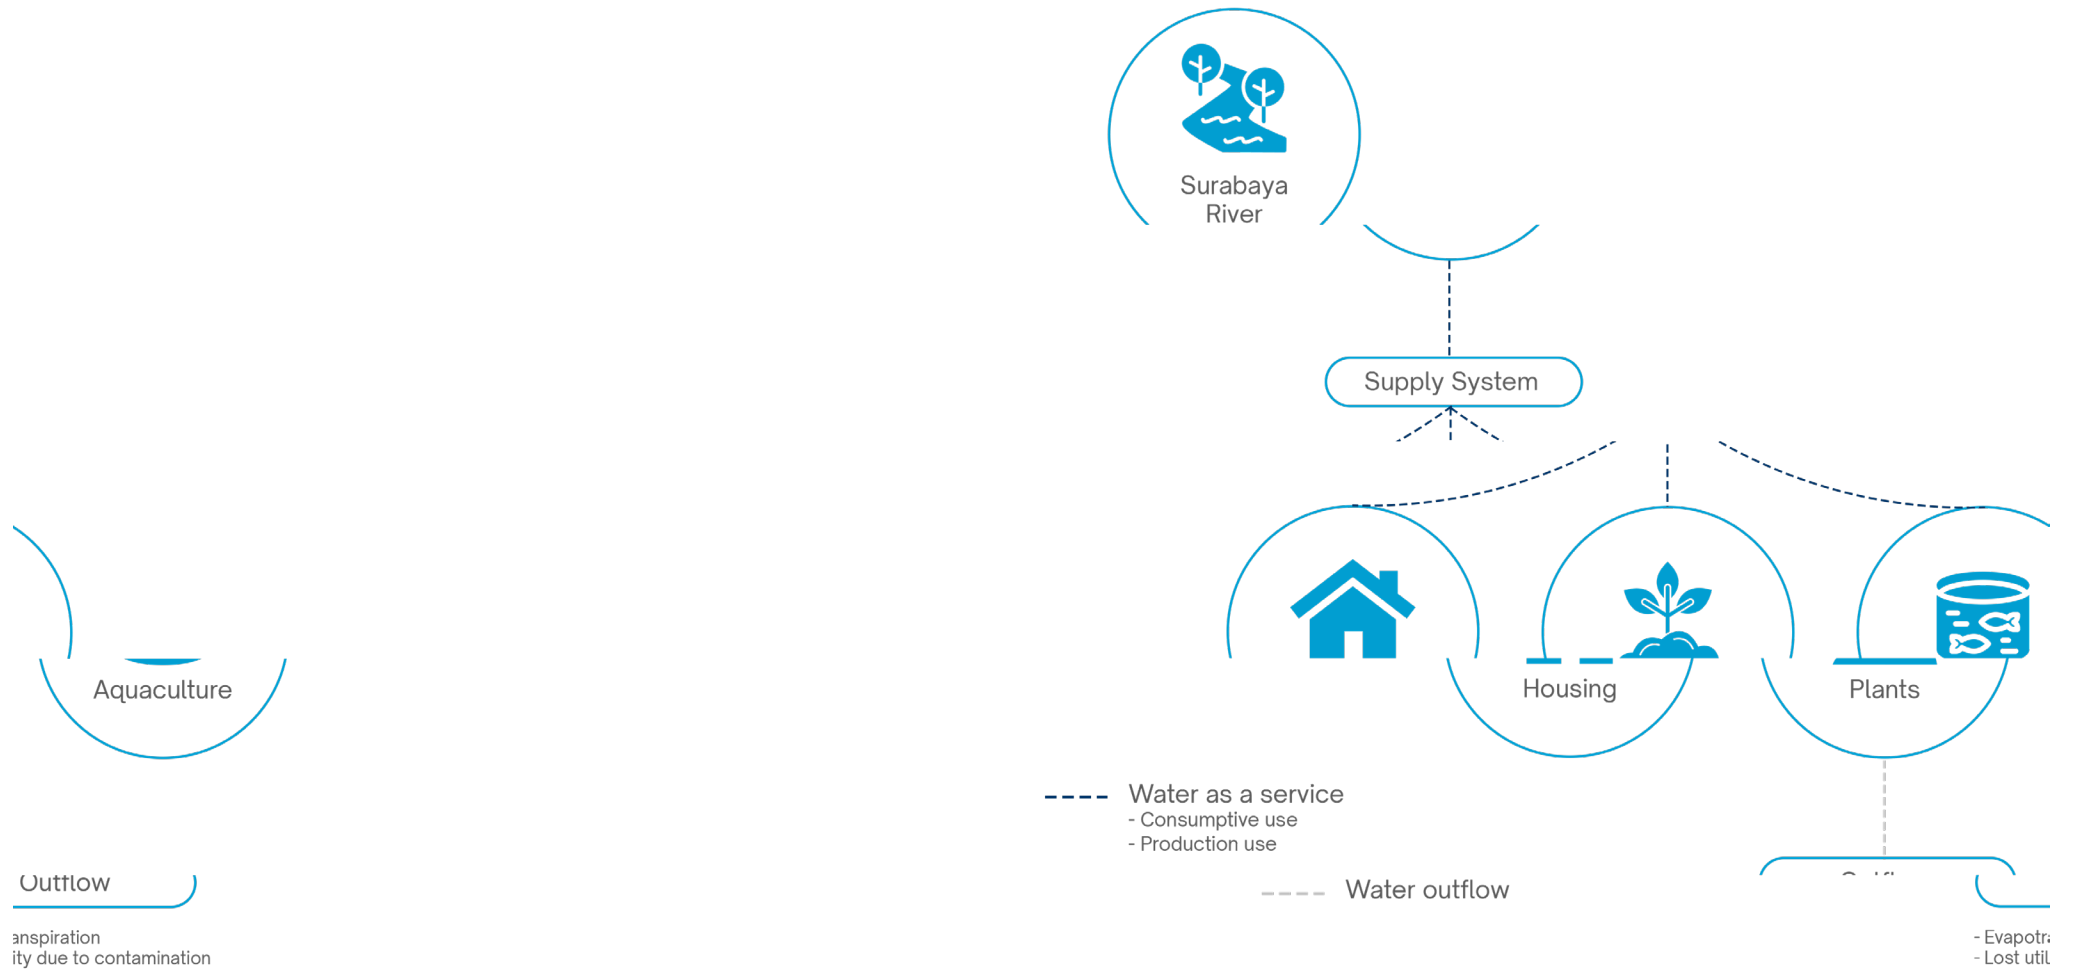 Surabaya
River
Supply System
Aquaculture
Housing
Plants
Water as a service
- Consumptive use
- Production use
Outflow
Water outflow
anspiration
- Evapotr
ity due to contamination
- Lost util